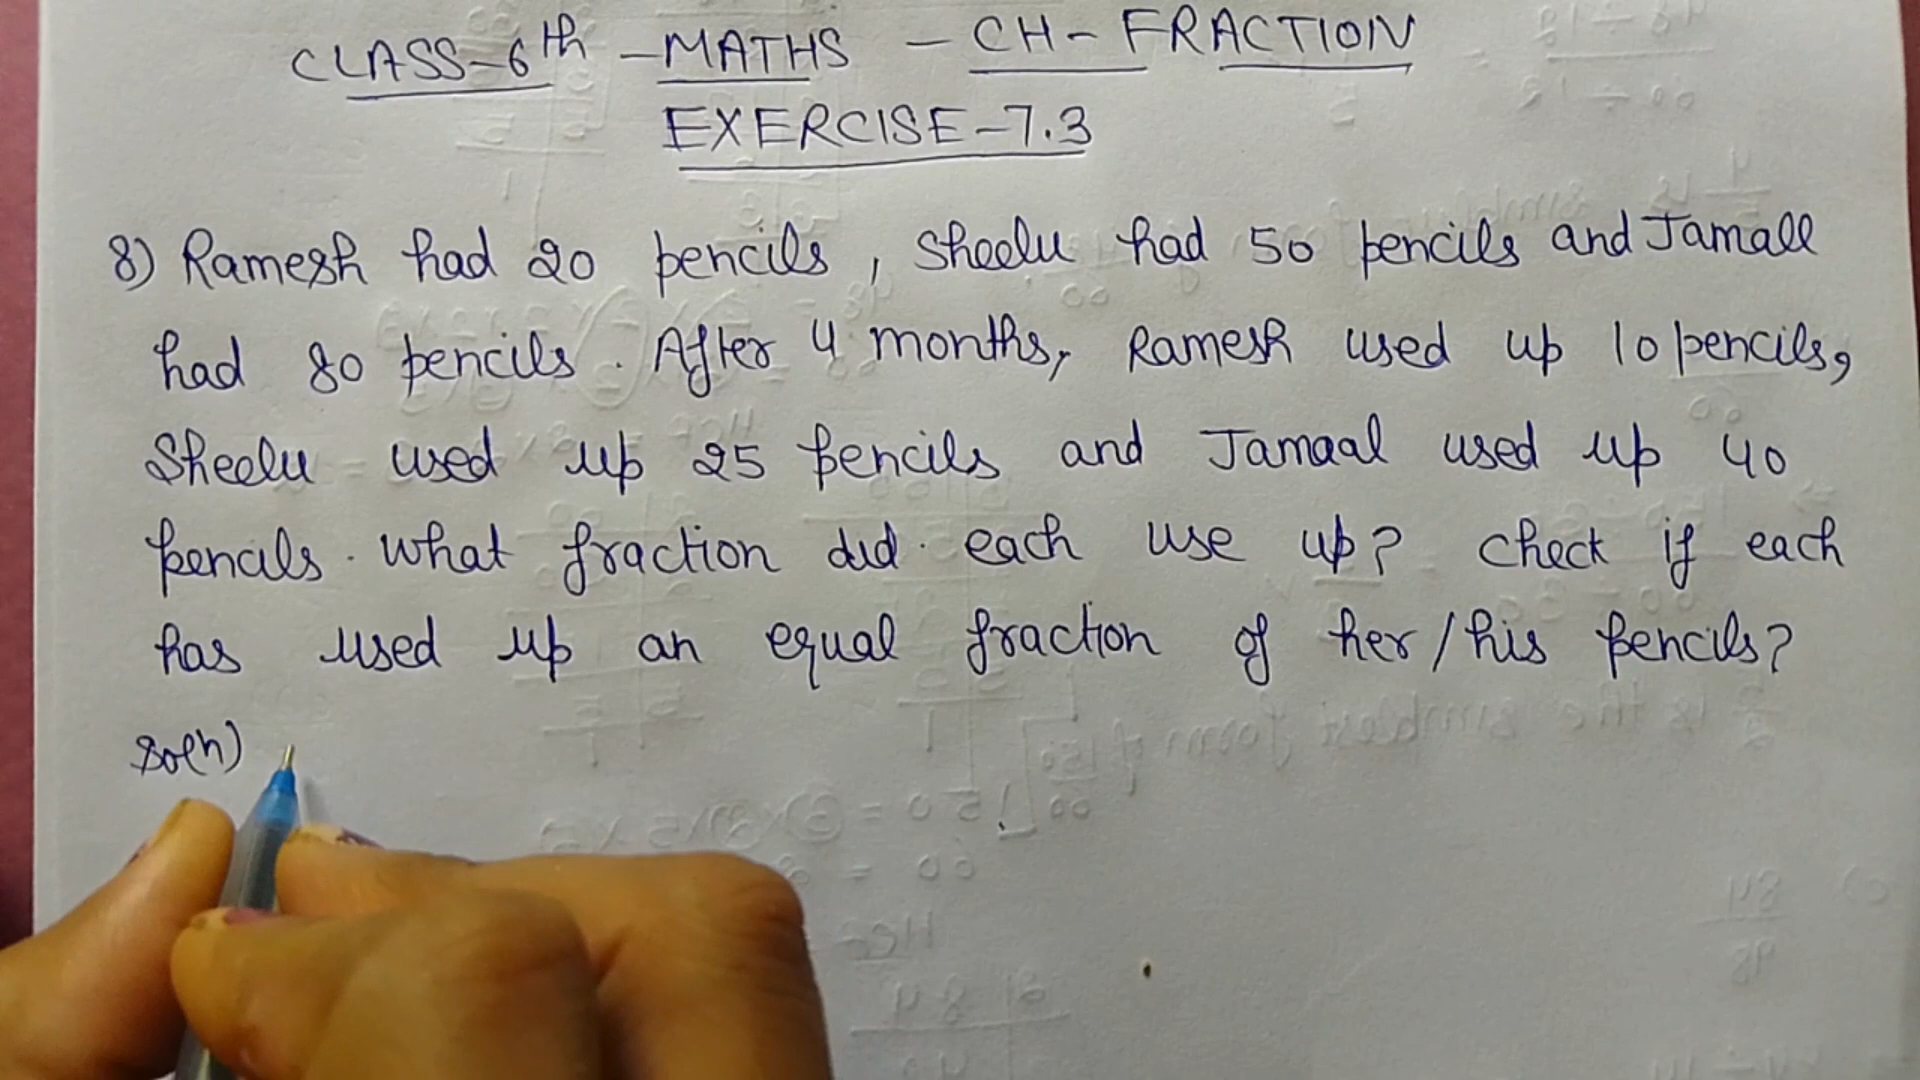 CLASS-6th - MATHS - CH- FRACTION
EXERCISE-7.3
8) Ramesh had 20 pencils, Sheelu had 50 pencils and Jamall
had 80 pencils. After 4 months, Ramesh used up 10 pencils,
Sheelu used up 25 pencils and Jamaal used up 40
pencils. What fraction did each use up? Check if each
has used up an equal fraction of her/his pencils?
Soln)